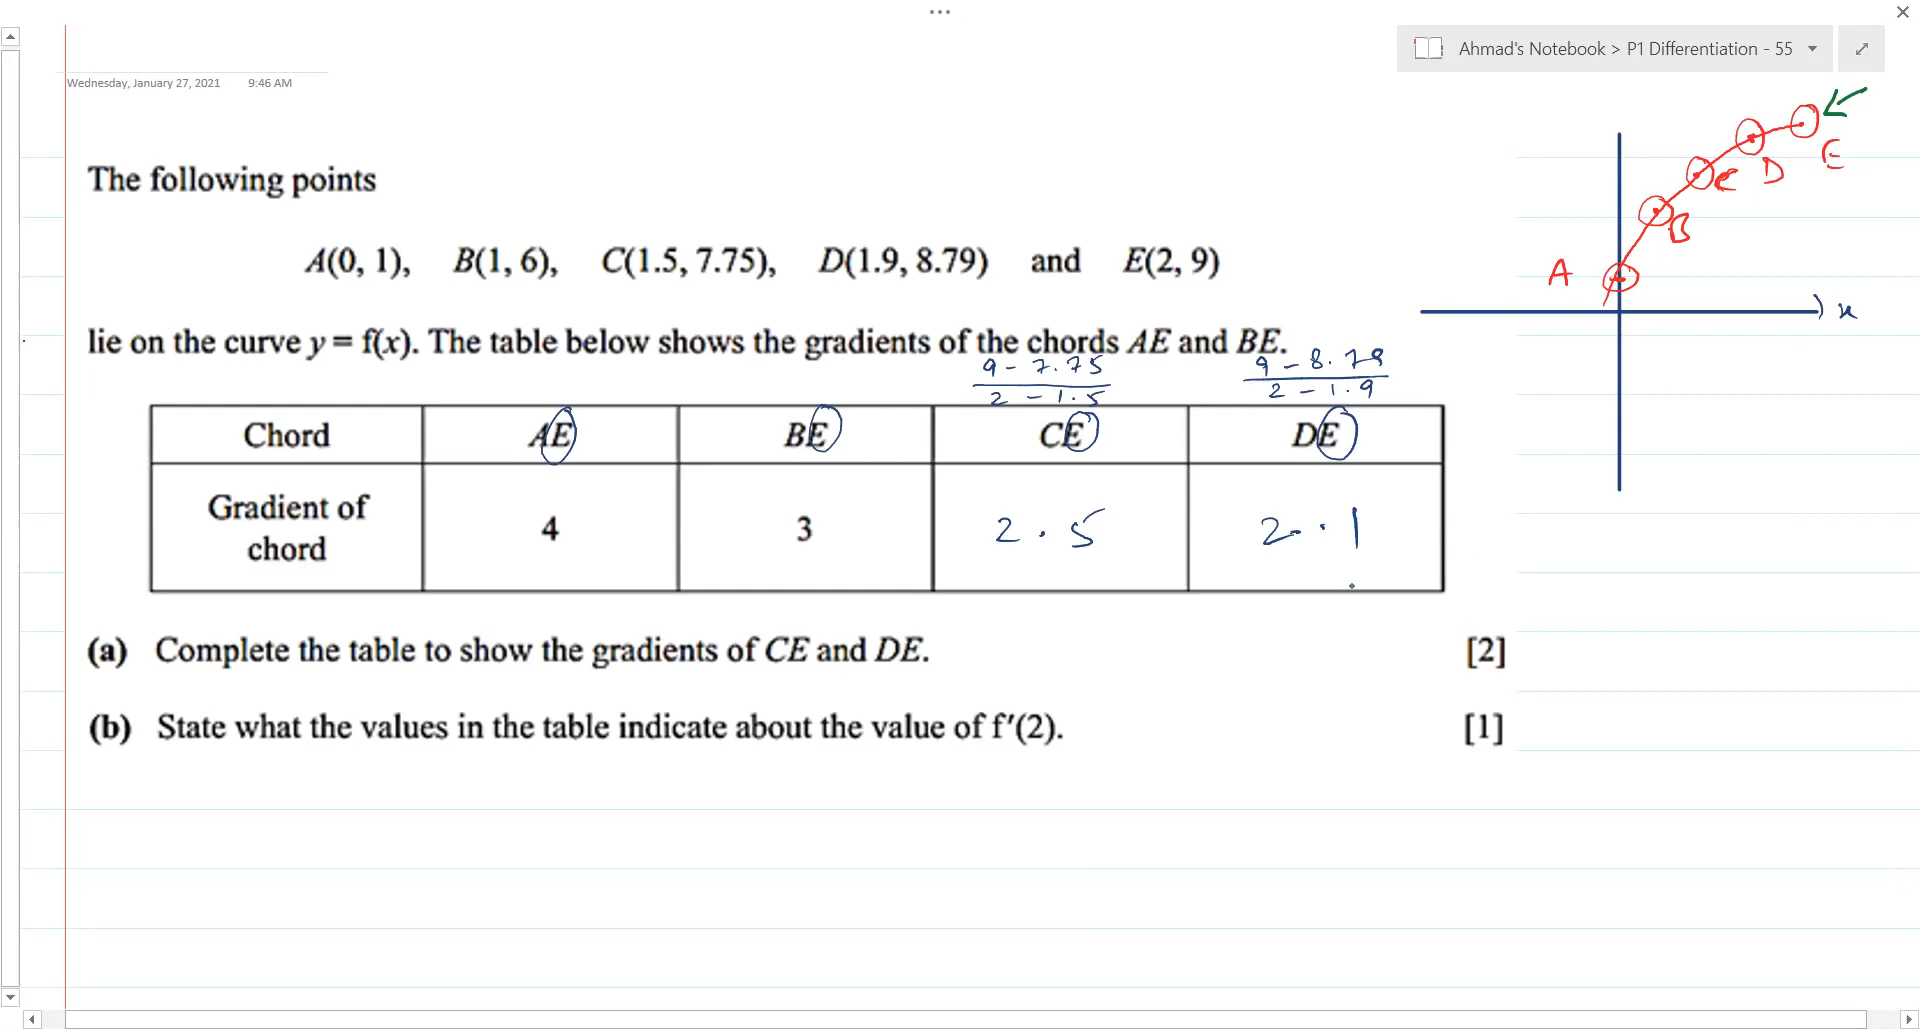 Ahmad's Notebook > P1 Differentiation - 55
Wednesday, January 27, 2021 9:46 AM
The following points
A(0, 1), B(1, 6), C(1.5, 7.75), D(1.9, 8.79) and E(2, 9)
lie on the curve y = f(x). The table below shows the gradients of the chords AE and BE.
9 - 7.75
2 - 1.5
9 - 8.79
2 - 1.9
Chord AE BE CE DE
Gradient of chord 4 3 2.5 2.1
(a) Complete the table to show the gradients of CE and DE. [2]
(b) State what the values in the table indicate about the value of f′(2). [1]
A
B
C
D
E
x